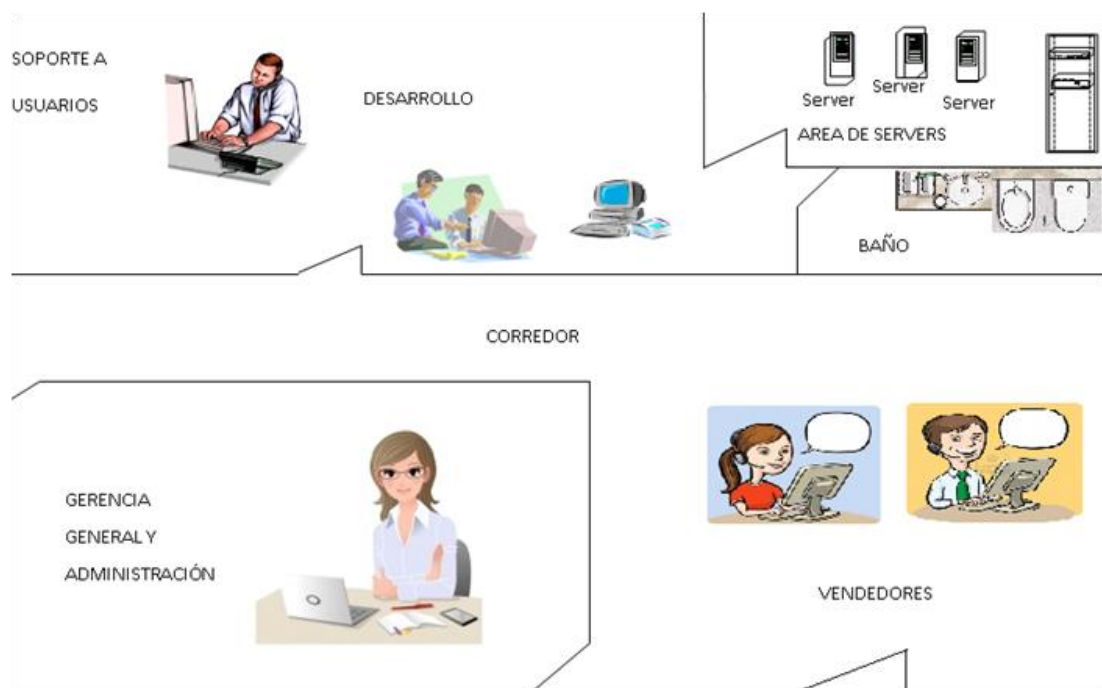 SOPORTE A
USUARIOS
DESARROLLO
Server
Server
Server
AREA DE SERVERS
BAÑO
CORREDOR
GERENCIA
GENERAL Y
ADMINISTRACIÓN
VENDEDORES